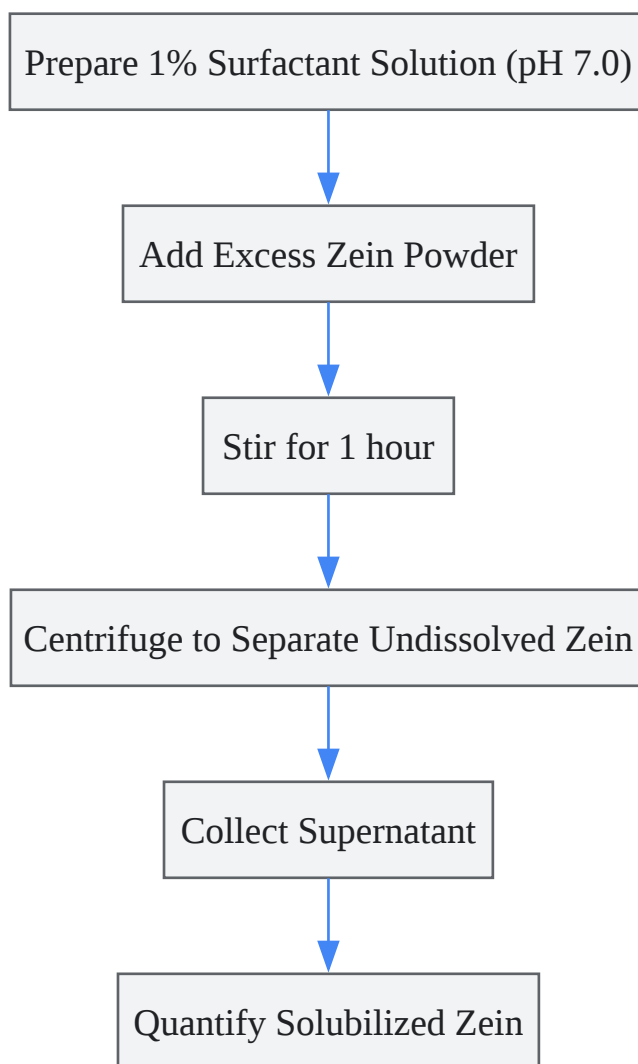 Prepare 1% Surfactant Solution (pH 7.0)
Add Excess Zein Powder
Stir for 1 hour
Centrifuge to Separate Undissolved Zein
Collect Supernatant
Quantify Solubilized Zein